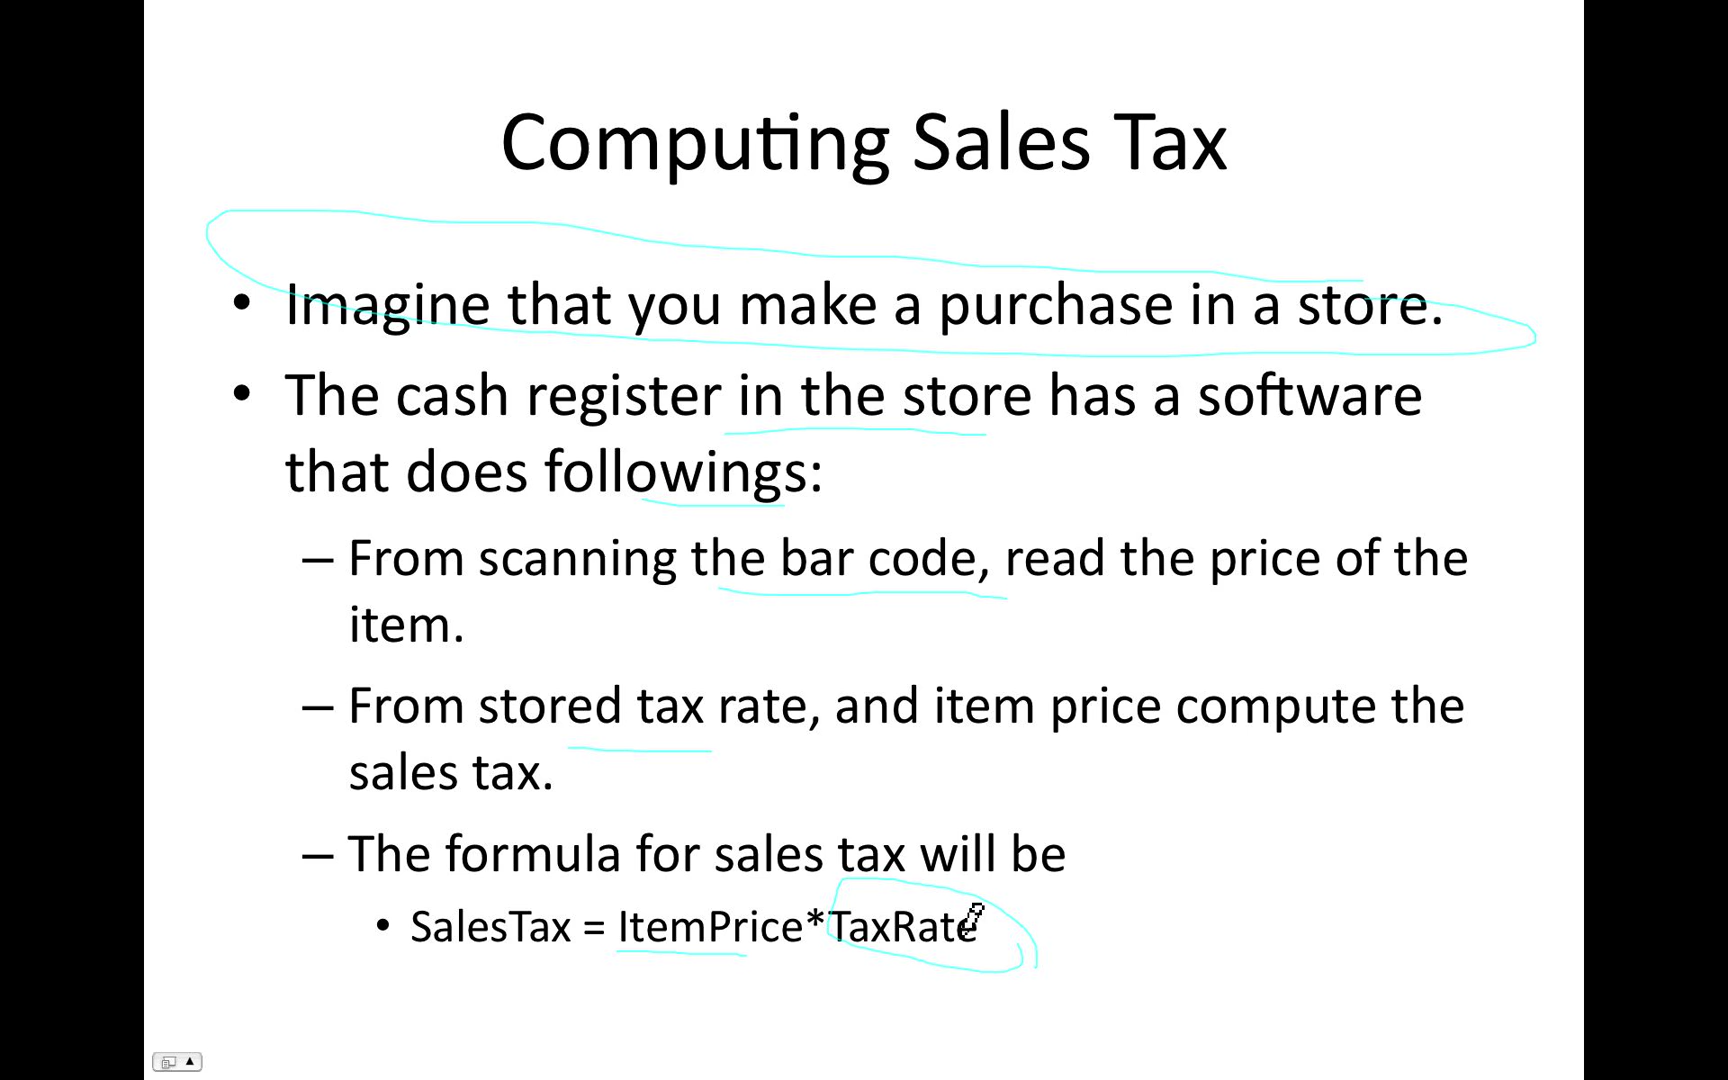 Computing Sales Tax
• Imagine that you make a purchase in a store.
• The cash register in the store has a software
that does followings:
– From scanning the bar code, read the price of the
item.
– From stored tax rate, and item price compute the
sales tax.
– The formula for sales tax will be
• SalesTax = ItemPrice*TaxRate